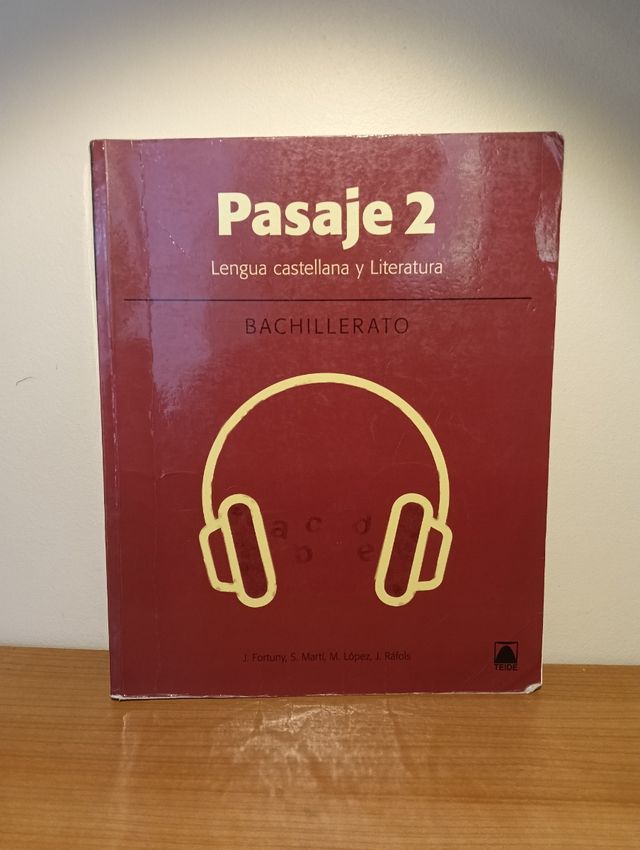 Pasaje 2
Lengua castellana y Literatura
BACHILLERATO
a c d
b e
J. Fortuny, S. Martí, M. López, J. Ráfols
TEIDE